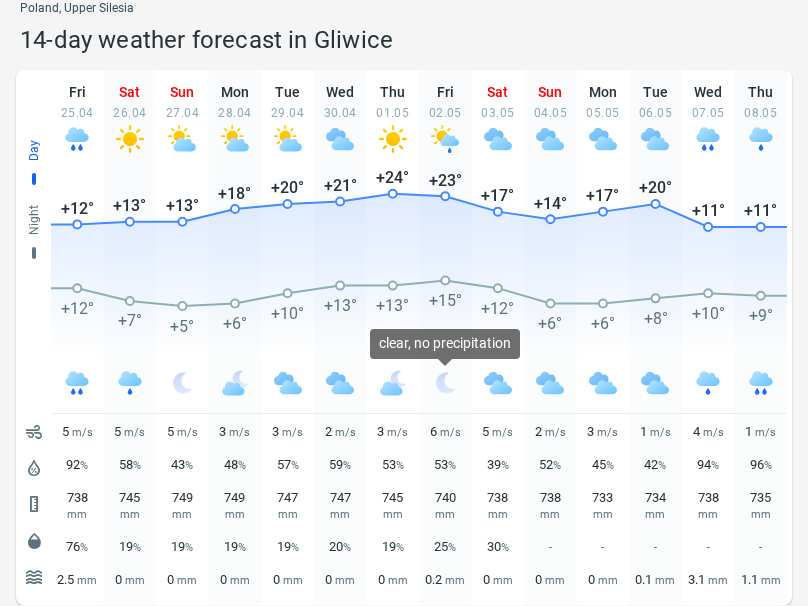 Poland, Upper Silesia
14-day weather forecast in Gliwice
Fri Sat Sun Mon Tue Wed Thu Fri Sat Sun Mon Tue Wed Thu
25.04 26.04 27.04 28.04 29.04 30.04 01.05 02.05 03.05 04.05 05.05 06.05 07.05 08.05
Day
+12° +13° +13° +18° +20° +21° +24° +23° +17° +14° +17° +20° +11° +11°
Night
+12° +7° +5° +6° +10° +13° +13° +15° +12° +6° +6° +8° +10° +9°
clear, no precipitation
5 m/s 5 m/s 5 m/s 3 m/s 3 m/s 2 m/s 3 m/s 6 m/s 5 m/s 2 m/s 3 m/s 1 m/s 4 m/s 1 m/s
92% 58% 43% 48% 57% 59% 53% 53% 39% 52% 45% 42% 94% 96%
738 745 749 749 747 747 745 740 738 738 733 734 738 735
mm mm mm mm mm mm mm mm mm mm mm mm mm mm
76% 19% 19% 19% 19% 20% 19% 25% 30% - - - - -
2.5 mm 0 mm 0 mm 0 mm 0 mm 0 mm 0 mm 0.2 mm 0 mm 0 mm 0 mm 0.1 mm 3.1 mm 1.1 mm